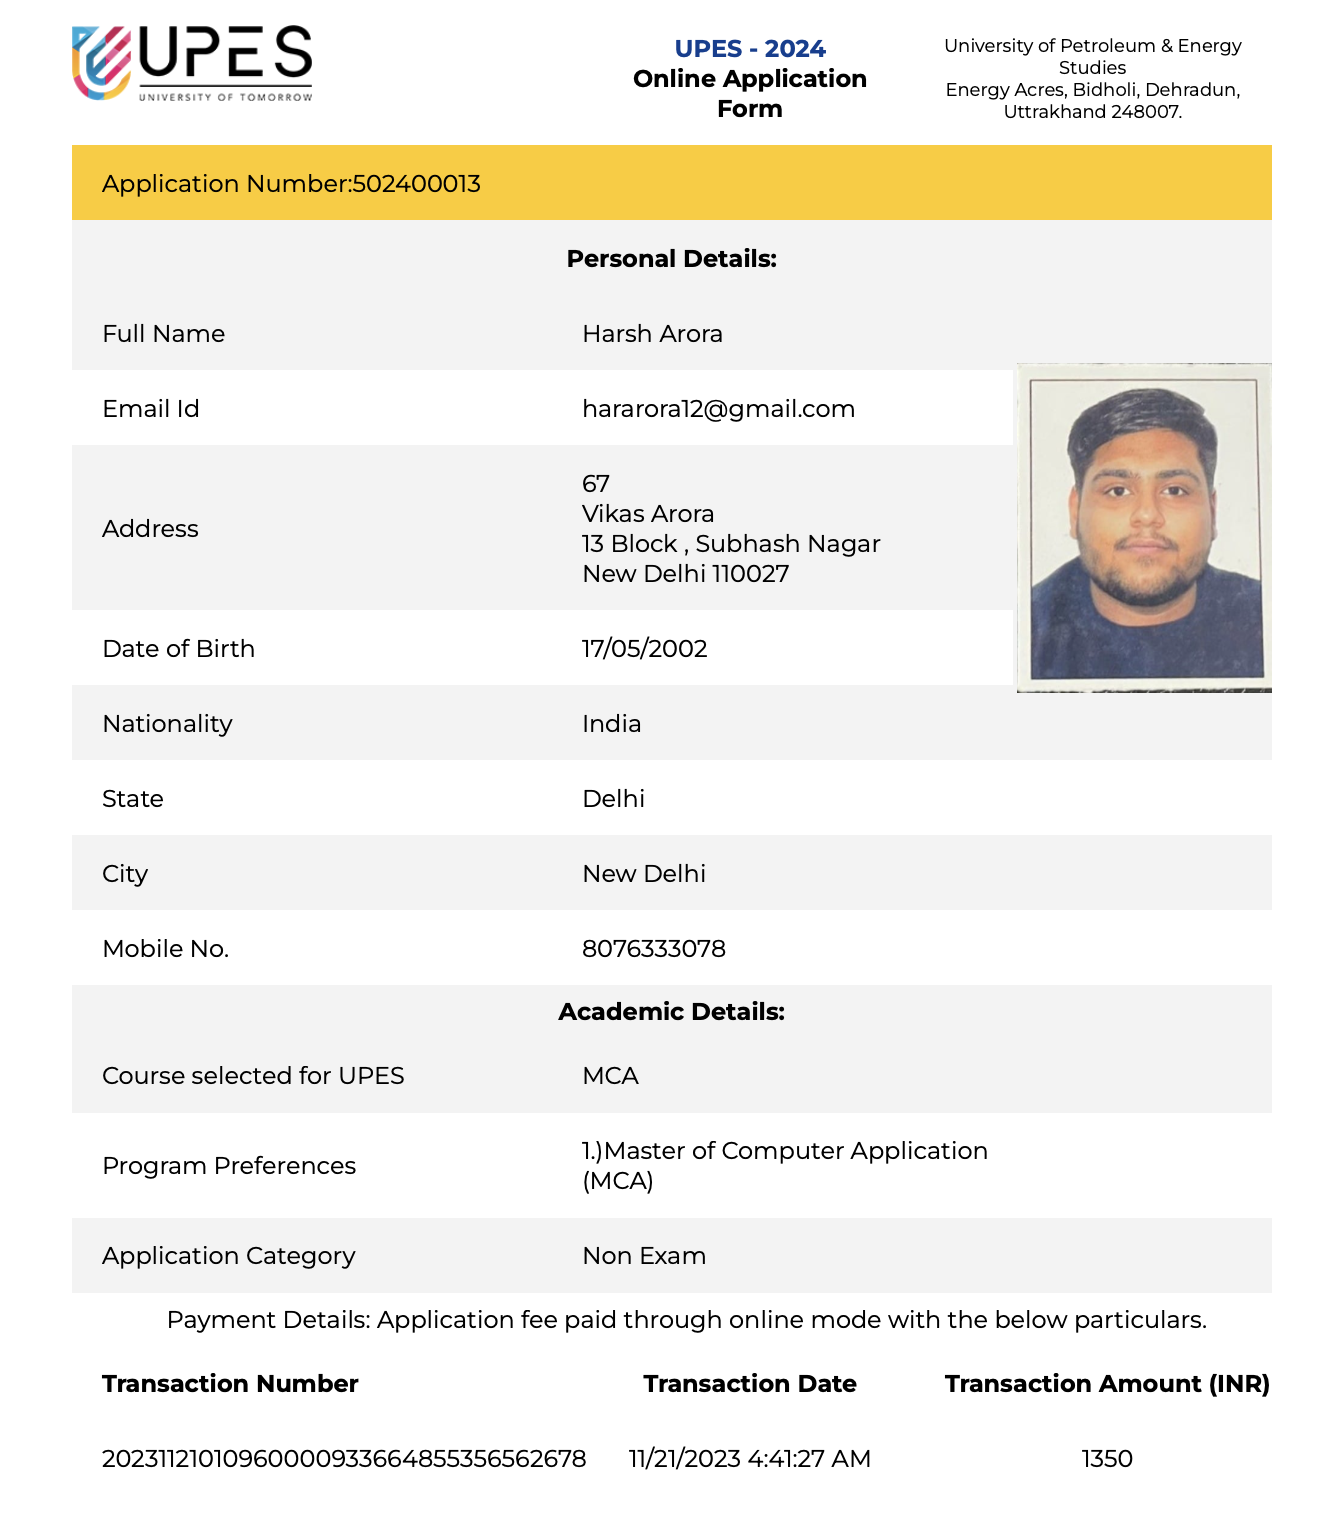 UPES
UNIVERSITY OF TOMORROW
UPES - 2024
Online Application
Form
University of Petroleum & Energy
Studies
Energy Acres, Bidholi, Dehradun,
Uttrakhand 248007.
Application Number:502400013
Personal Details:
Full Name Harsh Arora
Email Id hararora12@gmail.com
Address
67
Vikas Arora
13 Block , Subhash Nagar
New Delhi 110027
Date of Birth 17/05/2002
Nationality India
State Delhi
City New Delhi
Mobile No. 8076333078
Academic Details:
Course selected for UPES MCA
Program Preferences
1.)Master of Computer Application
(MCA)
Application Category Non Exam
Payment Details: Application fee paid through online mode with the below particulars.
Transaction Number Transaction Date Transaction Amount (INR)
20231121010960000933664855356562678 11/21/2023 4:41:27 AM 1350